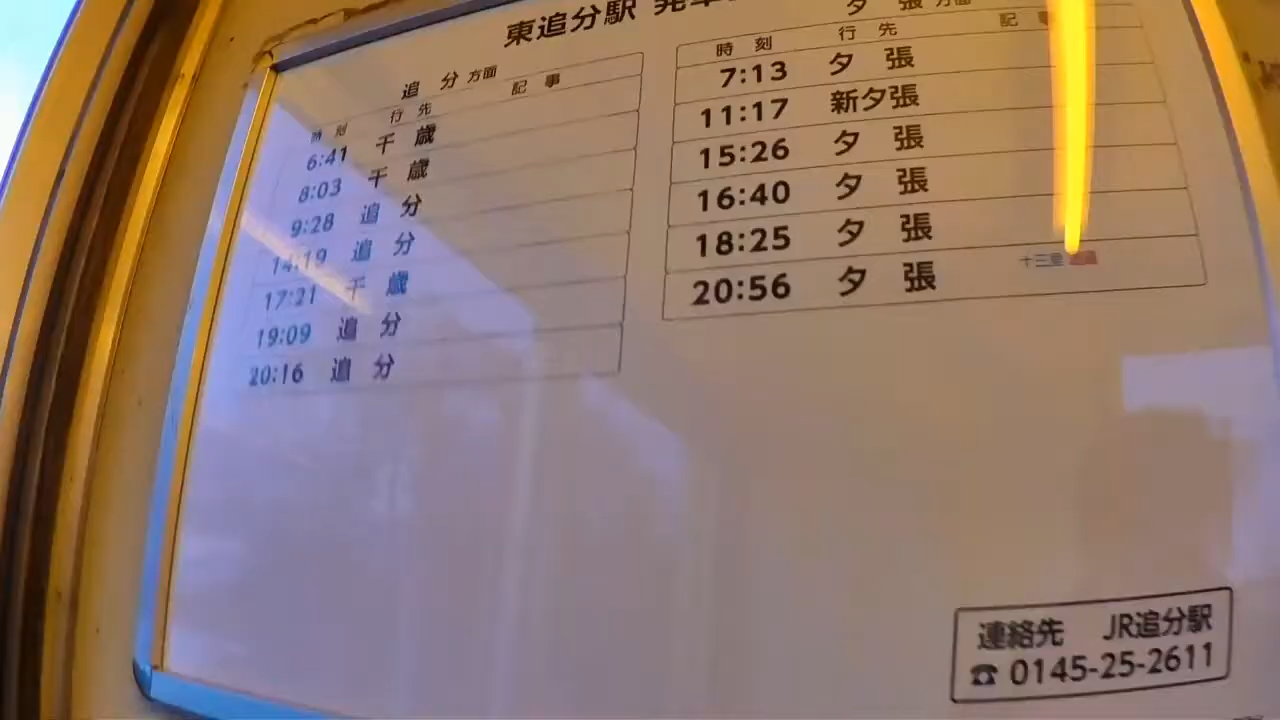 東追分駅 発車
追分方面
時刻 行先 記事
6:41 千歳
8:03 千歳
9:28 追分
14:19 追分
17:21 千歳
19:09 追分
20:16 追分
夕張方面
時刻 行先 記事
7:13 夕張
11:17 新夕張
15:26 夕張
16:40 夕張
18:25 夕張
20:56 夕張 十三里
連絡先 JR追分駅
☎ 0145-25-2611